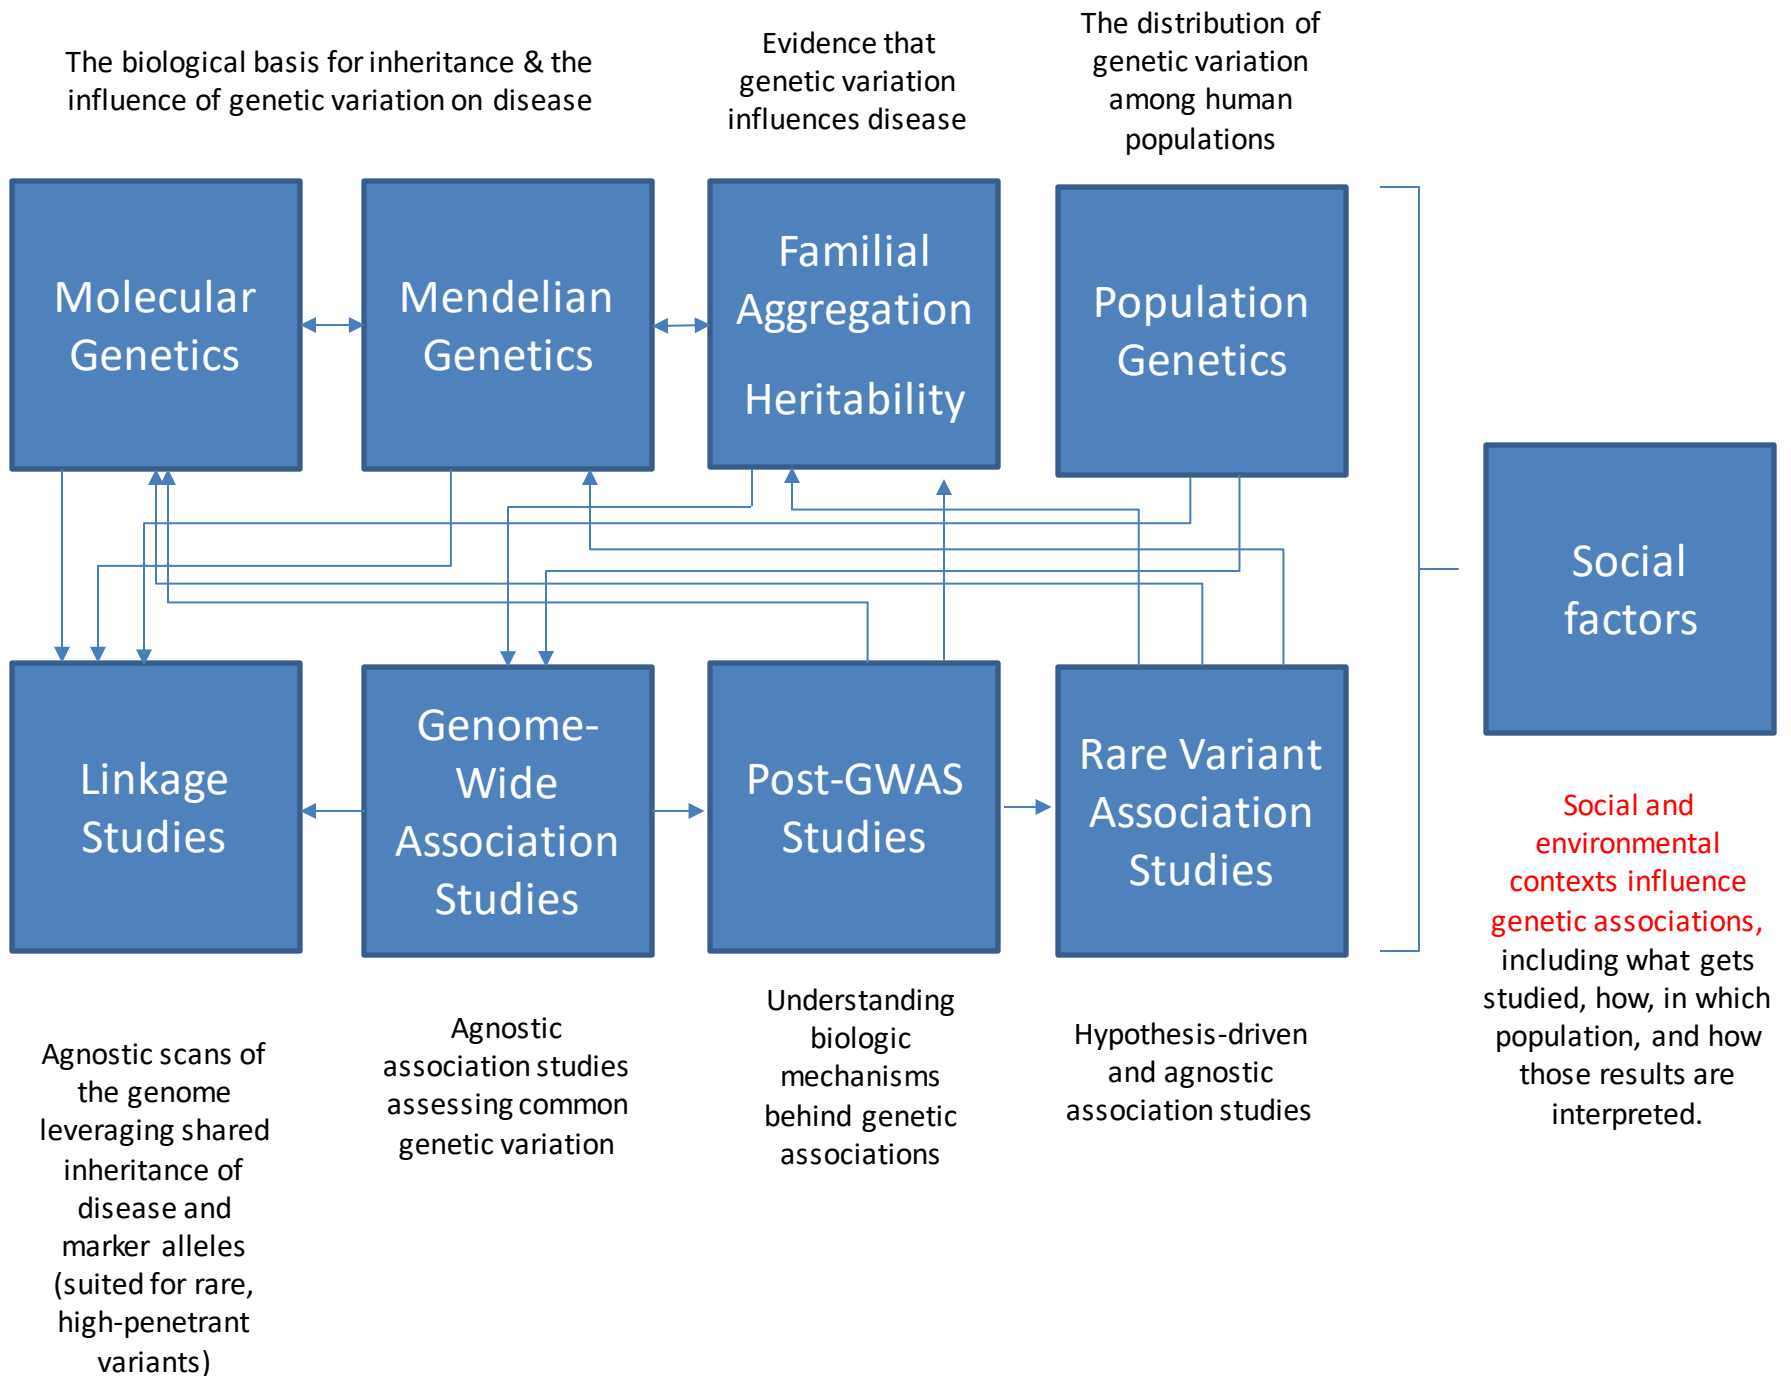 The biological basis for inheritance & the
influence of genetic variation on disease
Evidence that
genetic variation
influences disease
The distribution of
genetic variation
among human
populations
Molecular
Genetics
Mendelian
Genetics
Familial
Aggregation
Heritability
Population
Genetics
Social
factors
Linkage
Studies
Genome-
Wide
Association
Studies
Post-GWAS
Studies
Rare Variant
Association
Studies
Social and
environmental
contexts influence
genetic associations,
including what gets
studied, how, in which
population, and how
those results are
interpreted.
Agnostic scans of
the genome
leveraging shared
inheritance of
disease and
marker alleles
(suited for rare,
high-penetrant
variants)
Agnostic
association studies
assessing common
genetic variation
Understanding
biologic
mechanisms
behind genetic
associations
Hypothesis-driven
and agnostic
association studies